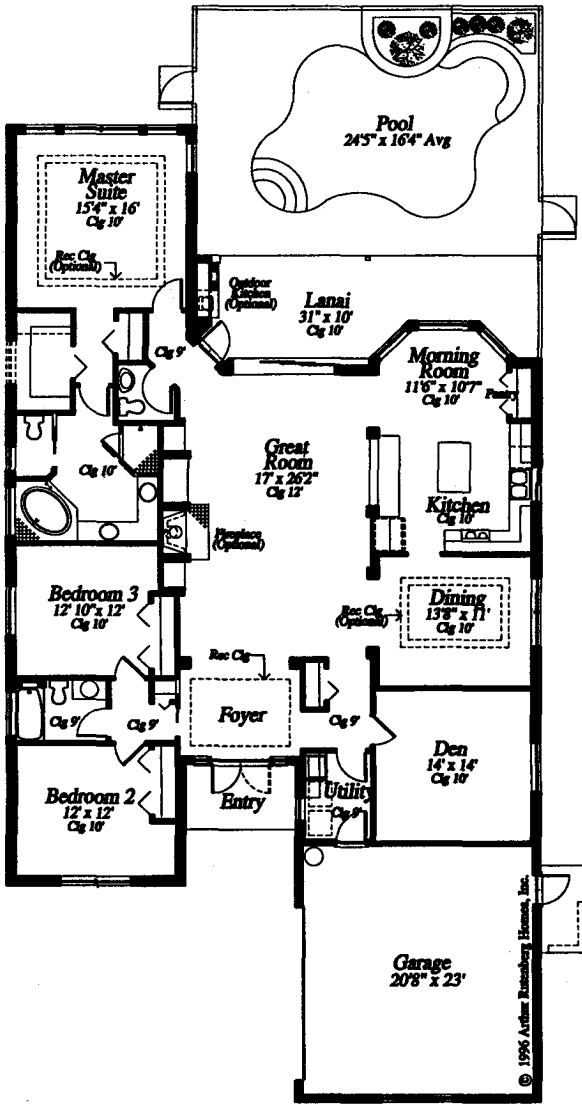 Pool
24'5" x 16'4" Avg
Master
Suite
15'4" x 16'
Clg 10'
Rec Clg
(Optional)
Outdoor
Kitchen
(Optional)
Lanai
31" x 10'
Clg 10'
Clg 9'
Morning
Room
11'6" x 10'7"
Clg 10'
Pantry
Great
Room
17' x 26'2"
Clg 12'
Clg 10'
Kitchen
Clg 10'
Fireplace
(Optional)
Bedroom 3
12' 10" x 12'
Clg 10'
Dining
13'8" x 11'
Clg 10'
Rec Clg
(Optional)
Rec Clg
Foyer
Clg 9'
Clg 9'
Clg 9'
Den
14' x 14'
Clg 10'
Bedroom 2
12' x 12'
Clg 10'
Entry
Utility
Clg 9'
Garage
20'8" x 23'
© 1996 Arthur Rutenberg Homes, Inc.